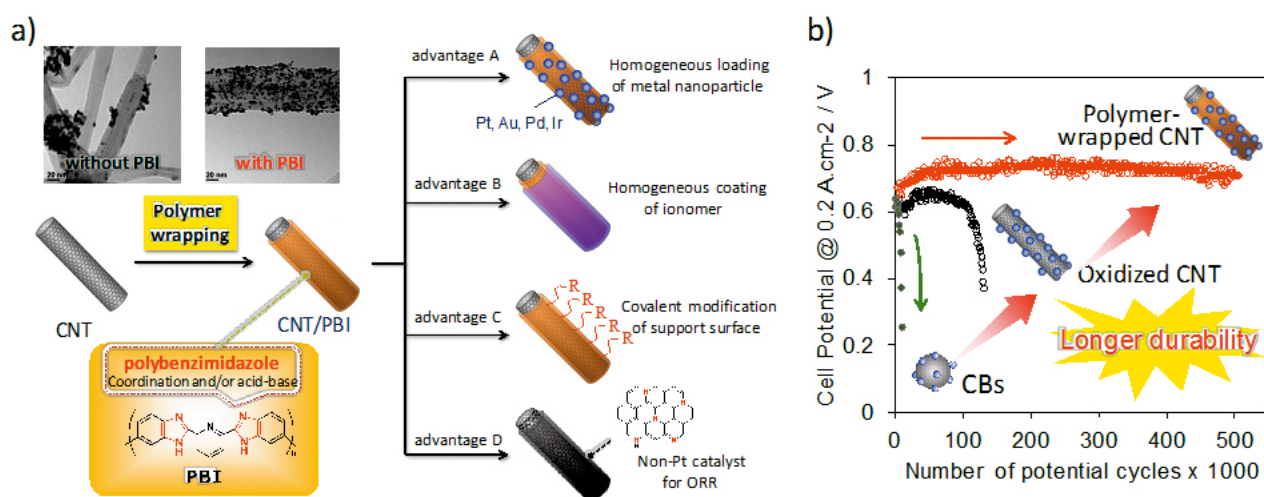 a)
without PBI
20 nm
with PBI
20 nm
Polymer
wrapping
CNT
CNT/PBI
polybenzimidazole
Coordination and/or acid-base
N
N
H
N
N
N
H
n
PBI
advantage A
Homogeneous loading
of metal nanoparticle
Pt, Au, Pd, Ir
advantage B
Homogeneous coating
of ionomer
advantage C
R
R
R
R
R
Covalent modification
of support surface
advantage D
Non-Pt catalyst
for ORR
b)
Cell Potential @ 0.2 A.cm-2 / V
1
0.8
0.6
0.4
0.2
0
0
100
200
300
400
500
Number of potential cycles x 1000
Polymer-
wrapped CNT
Oxidized CNT
CBs
Longer durability